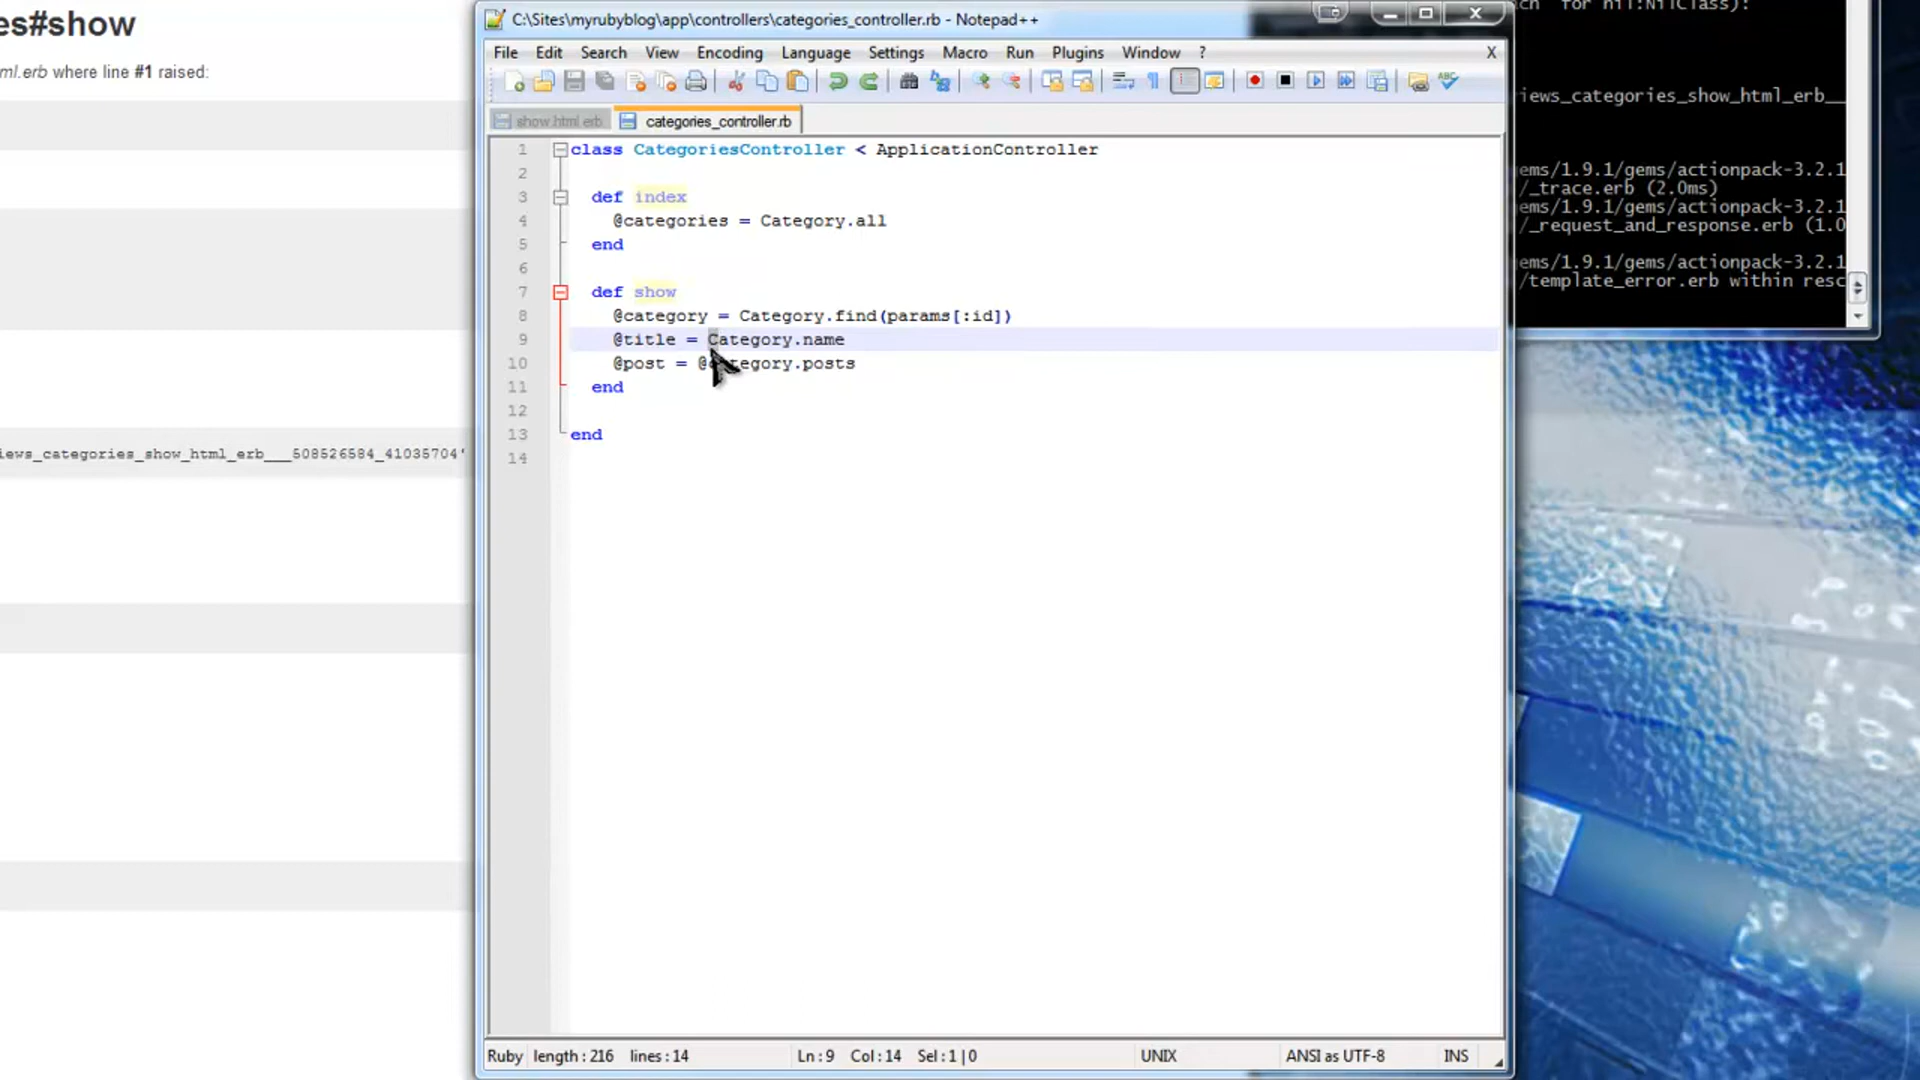 es#show
ml.erb where line #1 raised:
iews_categories_show_html_erb___508526584_41035704'
C:\Sites\myrubyblog\app\controllers\categories_controller.rb - Notepad++
File Edit Search View Encoding Language Settings Macro Run Plugins Window ? X
show.html.erb categories_controller.rb
1 class CategoriesController < ApplicationController
2
3 def index
4 @categories = Category.all
5 end
6
7 def show
8 @category = Category.find(params[:id])
9 @title = Category.name
10 @post = @category.posts
11 end
12
13 end
14
Ruby length : 216 lines : 14 Ln : 9 Col : 14 Sel : 1 | 0 UNIX ANSI as UTF-8 INS
for nil:NilClass):
iews_categories_show_html_erb__
ems/1.9.1/gems/actionpack-3.2.1
/_trace.erb (2.0ms)
ems/1.9.1/gems/actionpack-3.2.1
/_request_and_response.erb (1.0
ems/1.9.1/gems/actionpack-3.2.1
/template_error.erb within resc